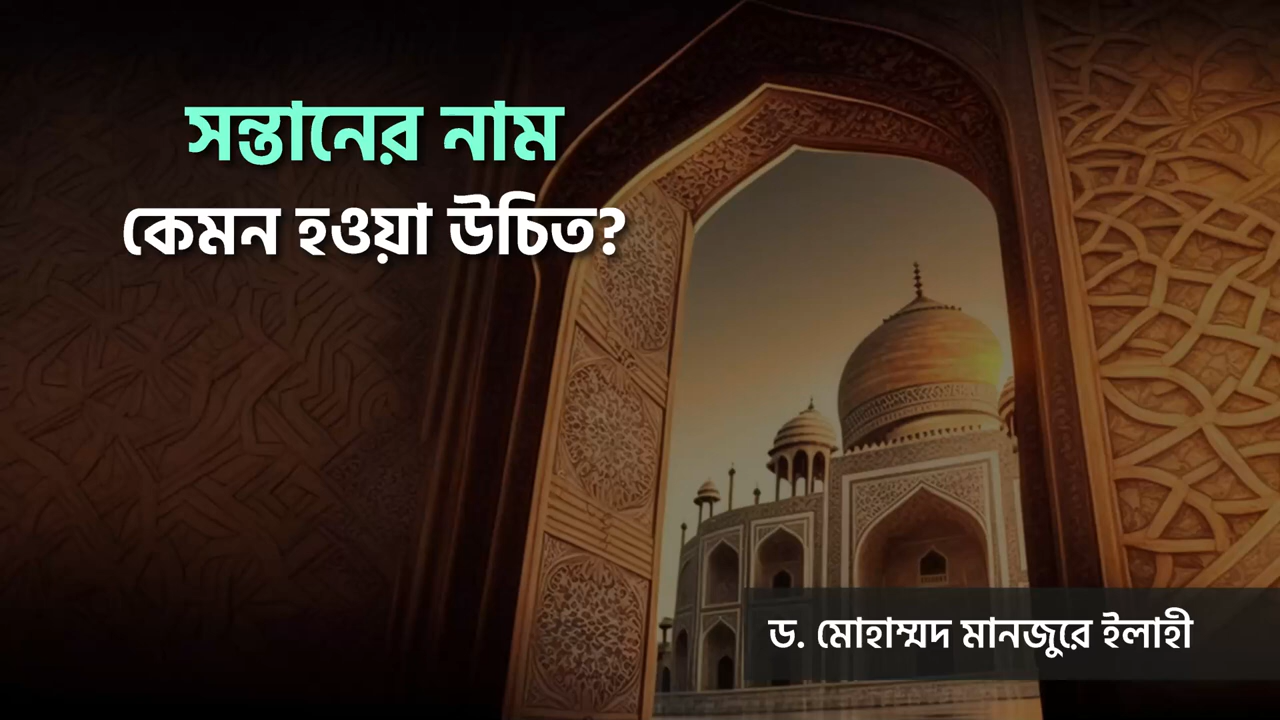 সন্তানের নাম
কেমন হওয়া উচিত?
ড. মোহাম্মদ মানজুরে ইলাহী